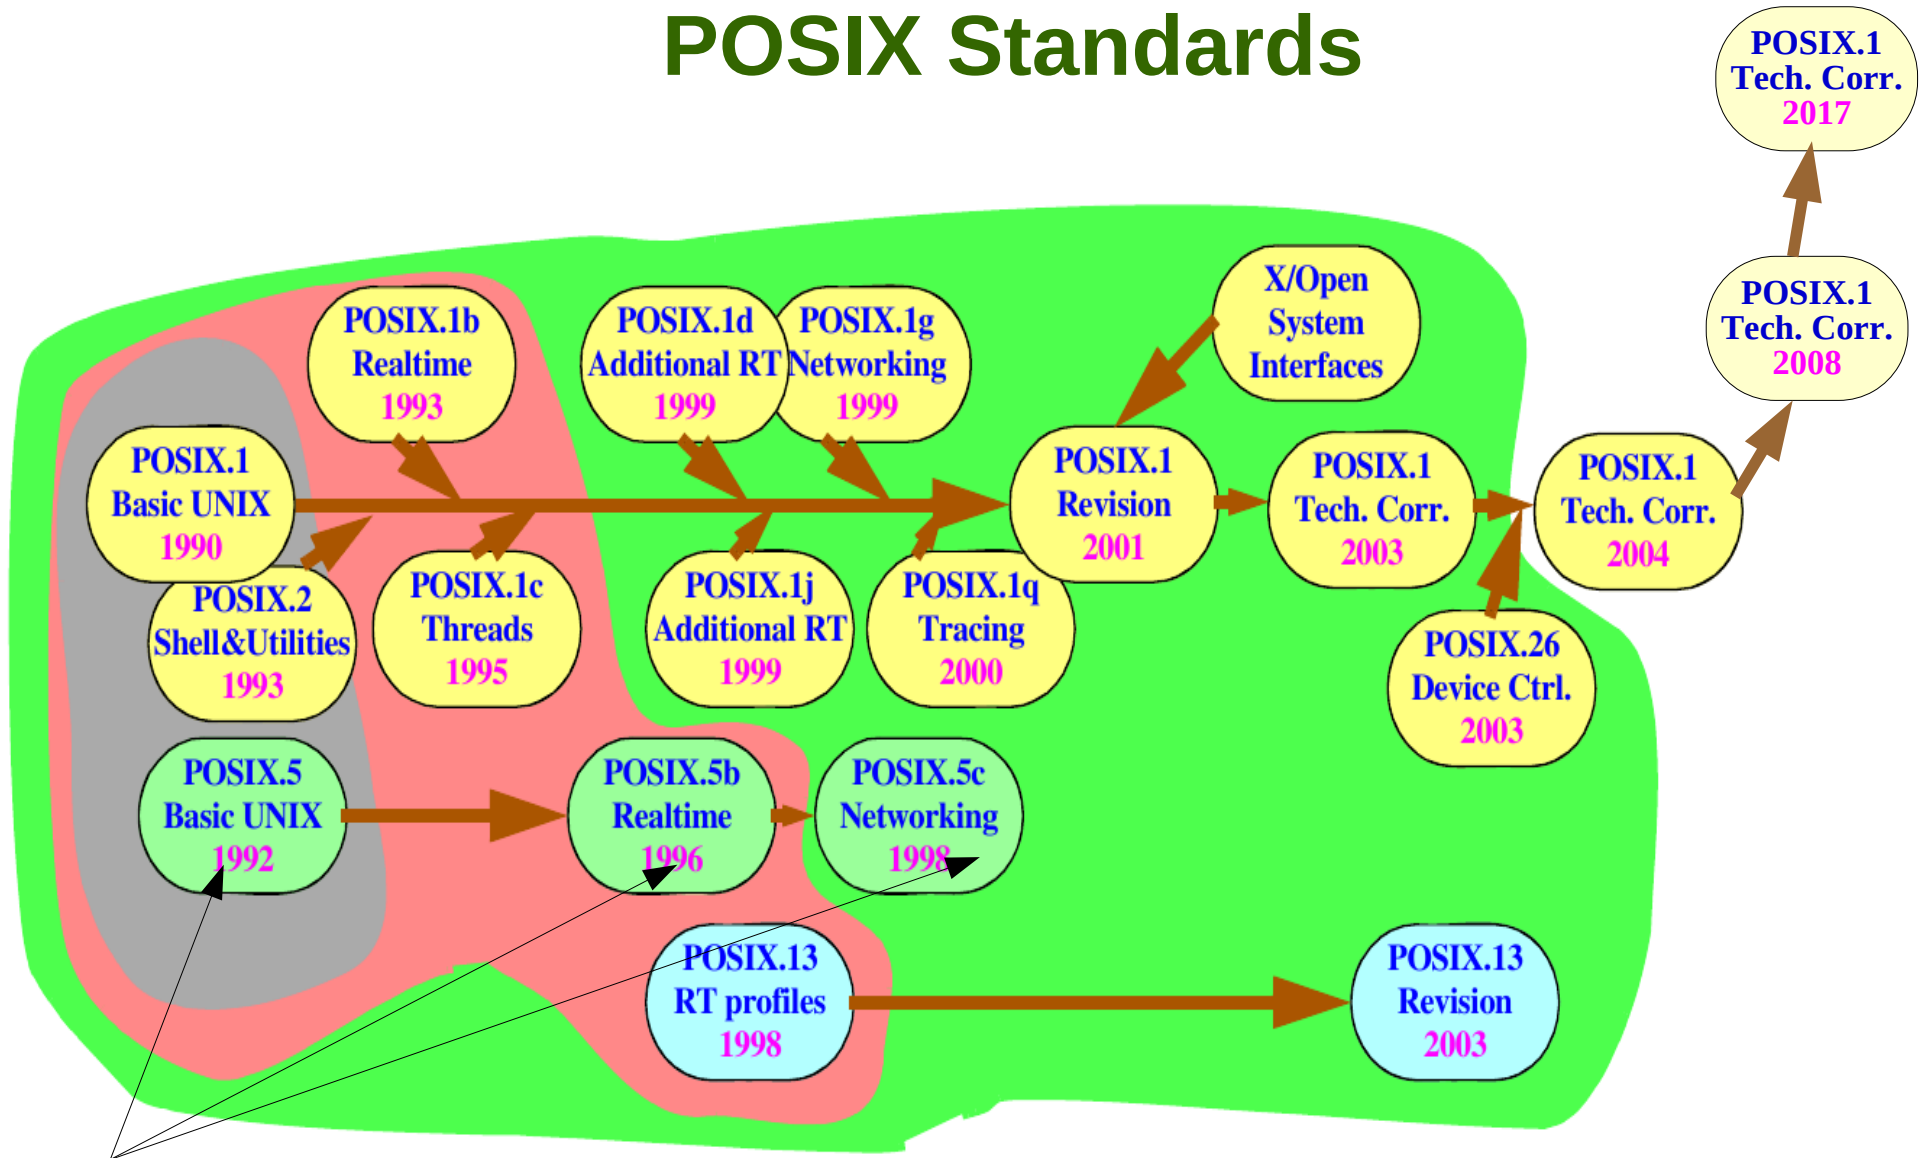 POSIX Standards
POSIX.1
Tech. Corr.
2017
X/Open
System
Interfaces
POSIX.1
Tech. Corr.
2008
POSIX.1b
Realtime
1993
POSIX.1d
Additional RT
1999
POSIX.1g
Networking
1999
POSIX.1
Basic UNIX
1990
POSIX.1
Revision
2001
POSIX.1
Tech. Corr.
2003
POSIX.1
Tech. Corr.
2004
POSIX.2
Shell&Utilities
1993
POSIX.1c
Threads
1995
POSIX.1j
Additional RT
1999
POSIX.1q
Tracing
2000
POSIX.26
Device Ctrl.
2003
POSIX.5
Basic UNIX
1992
POSIX.5b
Realtime
1996
POSIX.5c
Networking
1998
POSIX.13
RT profiles
1998
POSIX.13
Revision
2003